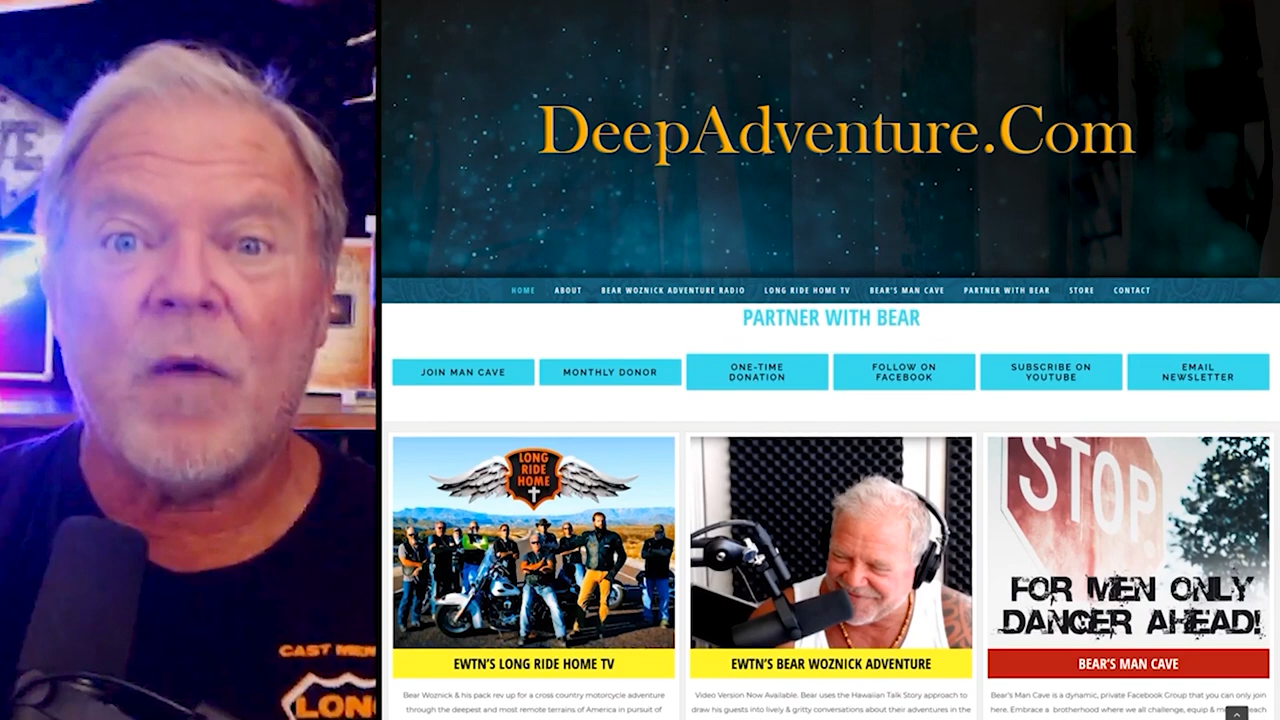 DeepAdventure.Com
HOME ABOUT BEAR WOZNICK ADVENTURE RADIO LONG RIDE HOME TV BEAR'S MAN CAVE PARTNER WITH BEAR STORE CONTACT
PARTNER WITH BEAR
JOIN MAN CAVE
MONTHLY DONOR
ONE-TIME
DONATION
FOLLOW ON
FACEBOOK
SUBSCRIBE ON
YOUTUBE
EMAIL
NEWSLETTER
LONG
RIDE
HOME
STOP
FOR MEN ONLY
DANGER AHEAD!
EWTN'S LONG RIDE HOME TV
EWTN'S BEAR WOZNICK ADVENTURE
BEAR'S MAN CAVE
Bear Woznick & his pack rev up for a cross country motorcycle adventure
through the deepest and most remote terrains of America in pursuit of
Video Version Now Available. Bear uses the Hawaiian Talk Story approach to
draw his guests into lively & gritty conversations about their adventures in the
Bear's Man Cave is a dynamic, private Facebook Group that you can only join
here. Embrace a brotherhood where we all challenge, equip &
CAST
LON